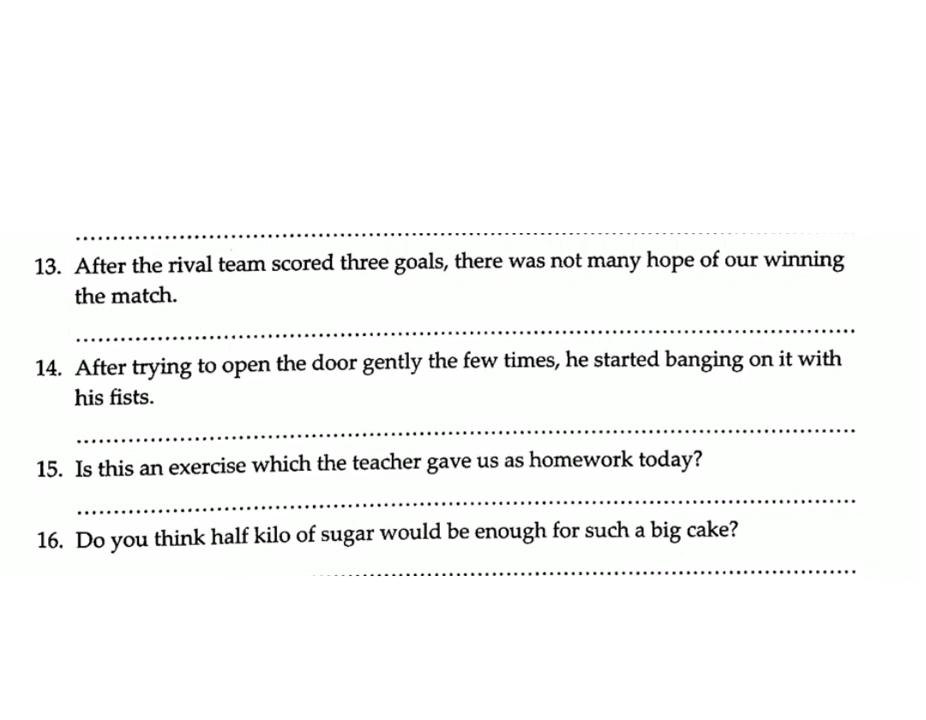 13. After the rival team scored three goals, there was not many hope of our winning
the match.
14. After trying to open the door gently the few times, he started banging on it with
his fists.
15. Is this an exercise which the teacher gave us as homework today?
16. Do you think half kilo of sugar would be enough for such a big cake?